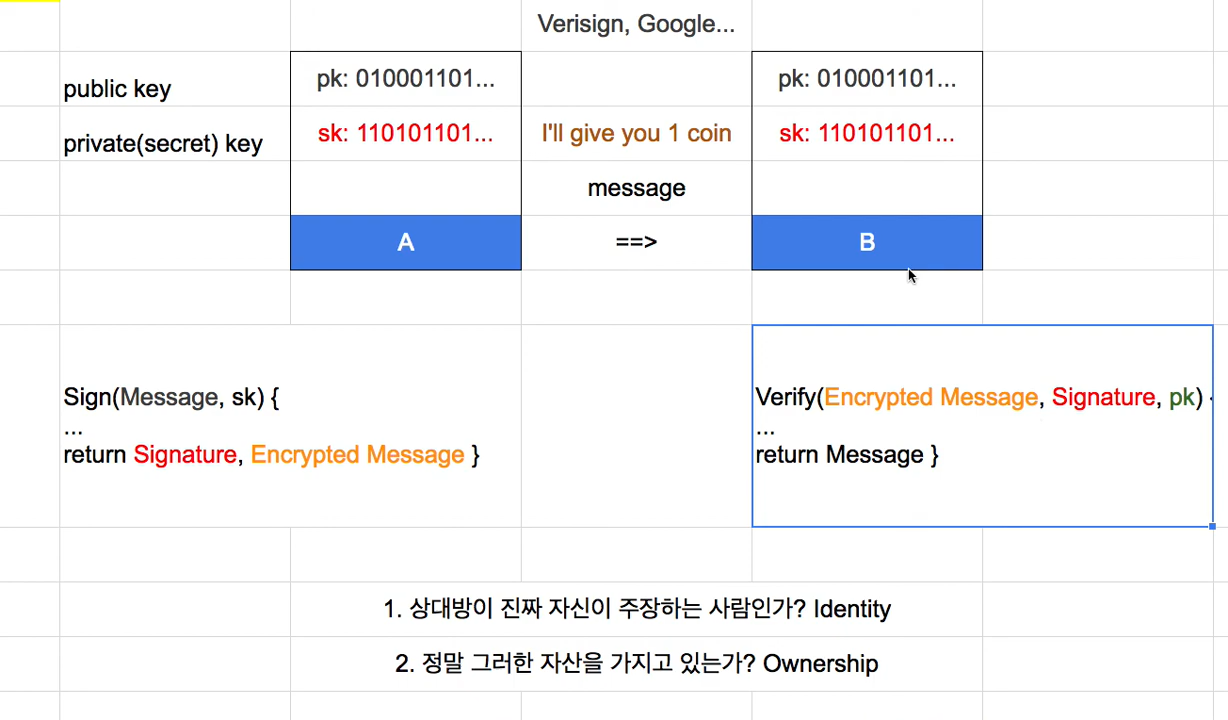 Verisign, Google...
public key
pk: 010001101...
pk: 010001101...
private(secret) key
sk: 110101101...
I'll give you 1 coin
sk: 110101101...
message
A
==>
B
Sign(Message, sk) {
...
return Signature, Encrypted Message }
Verify(Encrypted Message, Signature, pk)
...
return Message }
1. 상대방이 진짜 자신이 주장하는 사람인가? Identity
2. 정말 그러한 자산을 가지고 있는가? Ownership